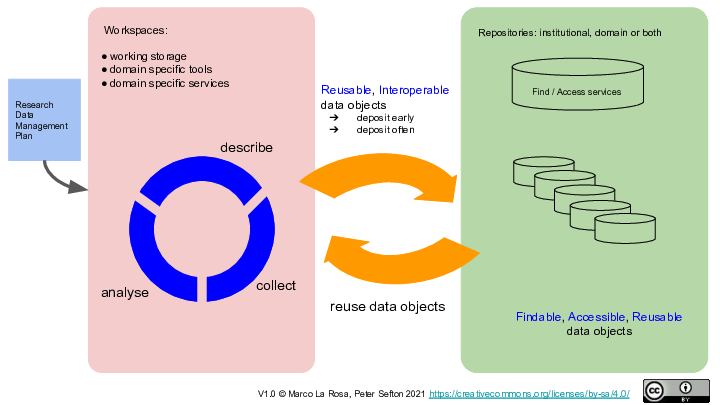 Workspaces:
● working storage
● domain specific tools
● domain specific services
Research
Data
Management
Plan
describe
analyse
collect
Reusable, Interoperable
data objects
➔ deposit early
➔ deposit often
reuse data objects
Repositories: institutional, domain or both
Find / Access services
Findable, Accessible, Reusable
data objects
V1.0 © Marco La Rosa, Peter Sefton 2021 https://creativecommons.org/licenses/by-sa/4.0/
cc
BY